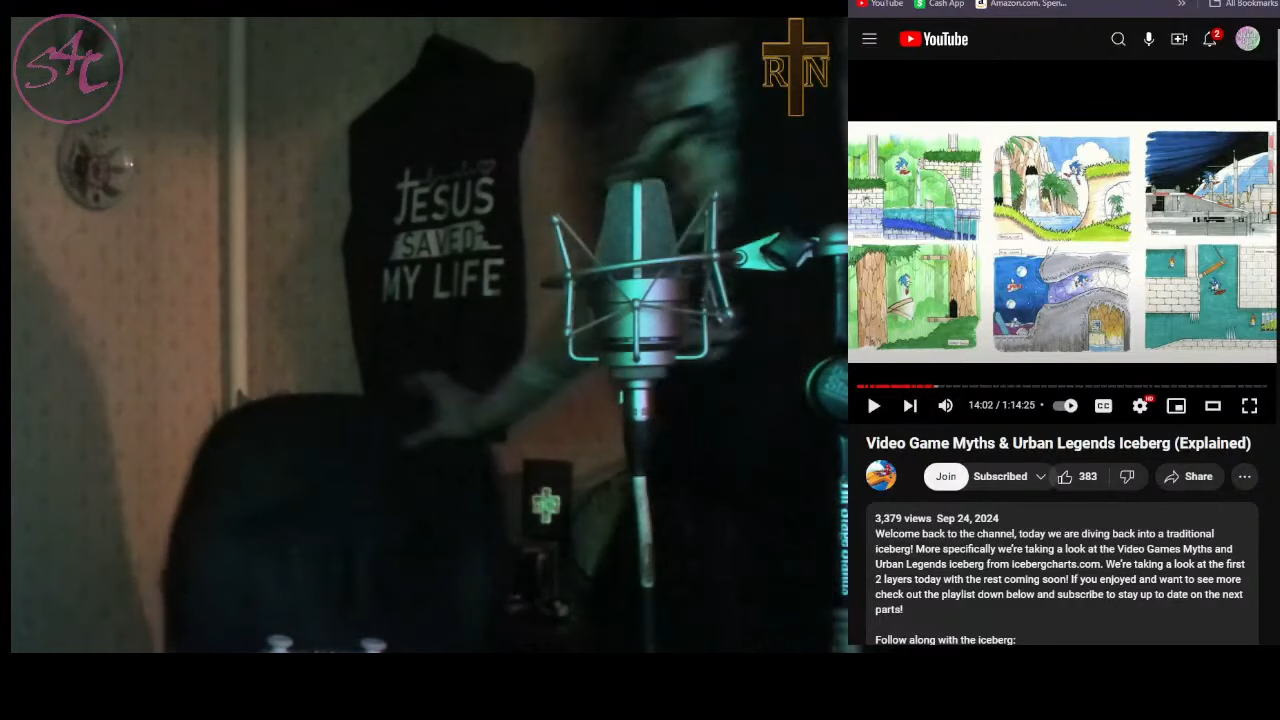 S4C
RTN
JESUS
SAVED
MY LIFE
YouTube
Cash App
Amazon.com. Spen...
»
All Bookmarks
YouTube
2
14:02 / 1:14:25
CC
HD
Video Game Myths & Urban Legends Iceberg (Explained)
Join
Subscribed
383
Share
3,379 views Sep 24, 2024
Welcome back to the channel, today we are diving back into a traditional
iceberg! More specifically we're taking a look at the Video Games Myths and
Urban Legends iceberg from icebergcharts.com. We're taking a look at the first
2 layers today with the rest coming soon! If you enjoyed and want to see more
check out the playlist down below and subscribe to stay up to date on the next
parts!
Follow along with the iceberg: